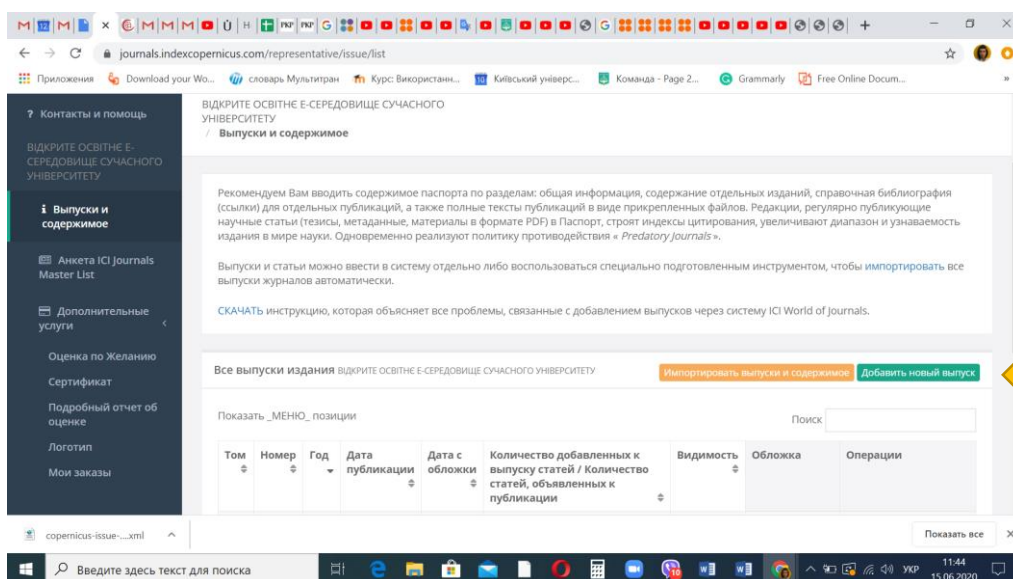 journals.indexcopernicus.com/representative/issue/list
Приложения
Download your Wo...
словарь Мультитран
Курс: Використанн...
Київський універс...
Команда - Page 2...
Grammarly
Free Online Docum...
»
? Контакты и помощь
ВІДКРИТЕ ОСВІТНЄ Е-
СЕРЕДОВИЩЕ СУЧАСНОГО
УНІВЕРСИТЕТУ
Выпуски и
содержимое
Анкета ICI Journals
Master List
Дополнительные
услуги
Оценка по Желанию
Сертификат
Подробный отчет об
оценке
Логотип
Мои заказы
ВІДКРИТЕ ОСВІТНЄ Е-СЕРЕДОВИЩЕ СУЧАСНОГО
УНІВЕРСИТЕТУ
/ Выпуски и содержимое
Рекомендуем Вам вводить содержимое паспорта по разделам: общая информация, содержание отдельных изданий, справочная библиография
(ссылки) для отдельных публикаций, а также полные тексты публикаций в виде прикрепленных файлов. Редакции, регулярно публикующие
научные статьи (тезисы, метаданные, материалы в формате PDF) в Паспорт, строят индексы цитирования, увеличивают диапазон и узнаваемость
издания в мире науки. Одновременно реализуют политику противодействия « Predatory Journals ».
Выпуски и статьи можно ввести в систему отдельно либо воспользоваться специально подготовленным инструментом, чтобы импортировать все
выпуски журналов автоматически.
СКАЧАТЬ инструкцию, которая объясняет все проблемы, связанные с добавлением выпусков через систему ICI World of Journals.
Все выпуски издания ВІДКРИТЕ ОСВІТНЄ Е-СЕРЕДОВИЩЕ СУЧАСНОГО УНІВЕРСИТЕТУ
Импортировать выпуски и содержимое
Добавить новый выпуск
Показать _МЕНЮ_ позиции
Поиск
Том
Номер
Год
Дата
публикации
Дата с
обложки
Количество добавленных к
выпуску статей / Количество
статей, объявленных к
публикации
Видимость
Обложка
Операции
copernicus-issue-....xml
Показать все
Введите здесь текст для поиска
УКР
11:44
15.06.2020